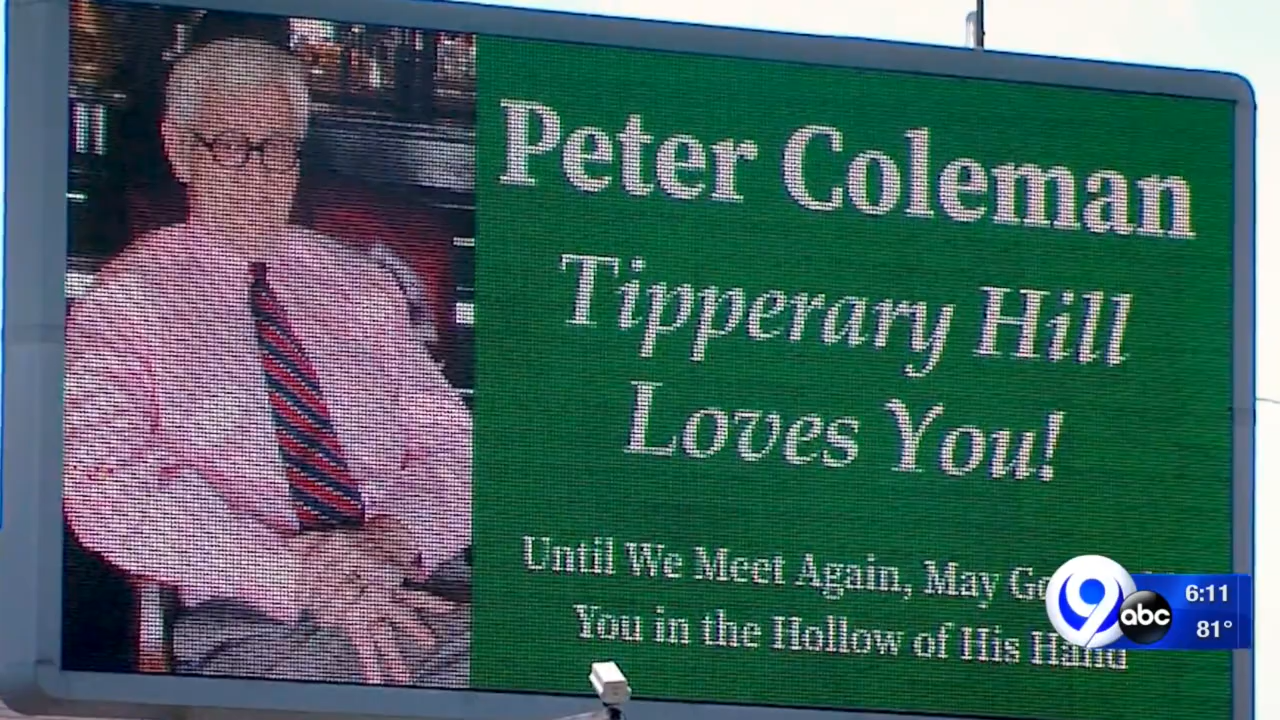 Peter Coleman
Tipperary Hill
Loves You!
Until We Meet Again, May
You in the Hollow of His Hand
9
abc
6:11
81°